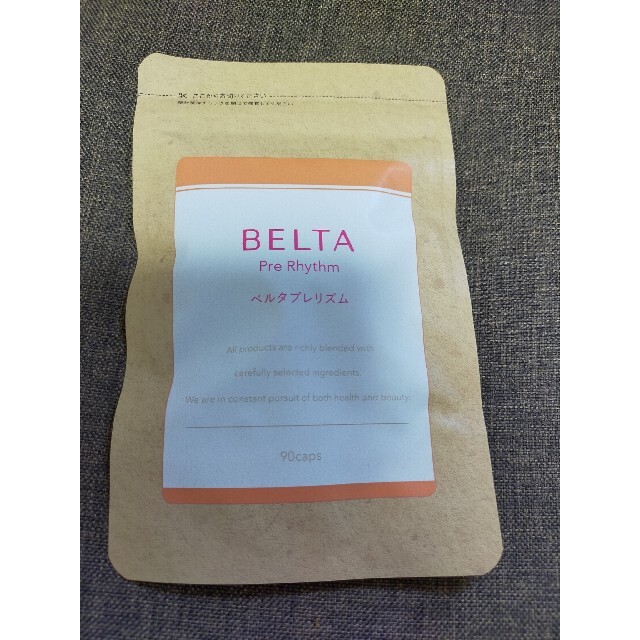 BELTA
Pre Rhythm
ベルタプレリズム
All products are richly blended with
carefully selected ingredients.
We are in constant pursuit of both health and beauty.
90caps